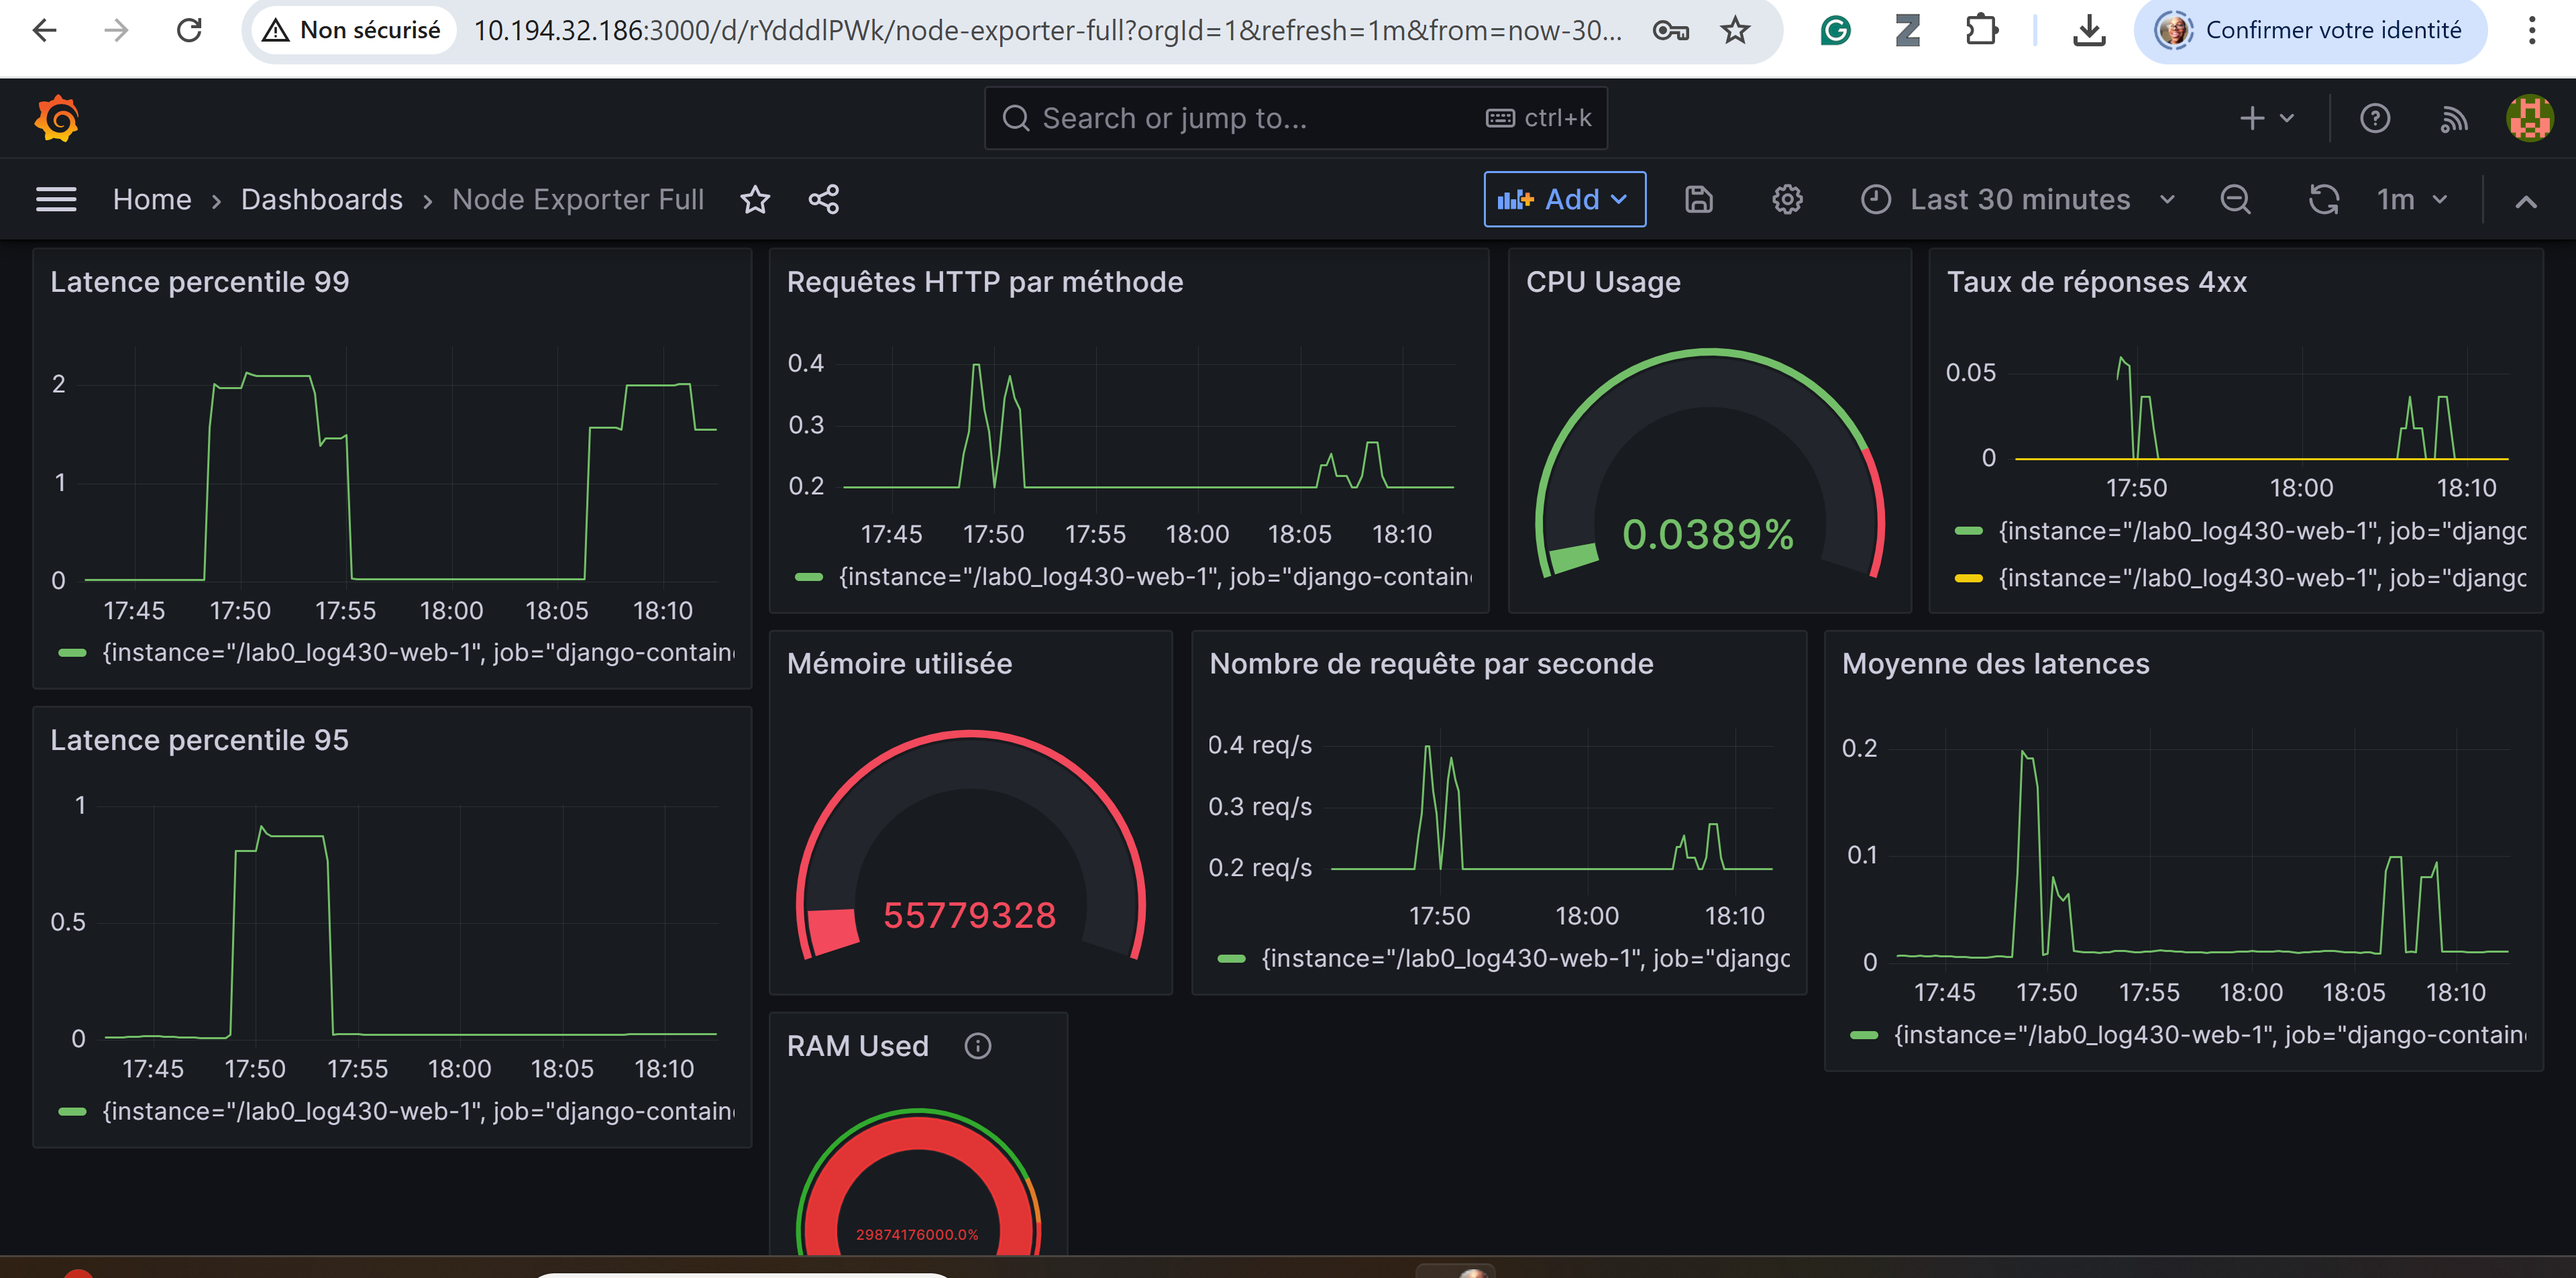 Non sécurisé
10.194.32.186:3000/d/rYdddlPWk/node-exporter-full?orgId=1&refresh=1m&from=now-30...
Confirmer votre identité
Search or jump to...
ctrl+k
Home › Dashboards › Node Exporter Full
Add
Last 30 minutes
1m
Latence percentile 99
2
1
0
17:45 17:50 17:55 18:00 18:05 18:10
{instance="/lab0_log430-web-1", job="django-contain
Requêtes HTTP par méthode
0.4
0.3
0.2
17:45 17:50 17:55 18:00 18:05 18:10
{instance="/lab0_log430-web-1", job="django-contain
CPU Usage
0.0389%
Taux de réponses 4xx
0.05
0
17:50 18:00 18:10
{instance="/lab0_log430-web-1", job="django
{instance="/lab0_log430-web-1", job="django
Latence percentile 95
1
0.5
0
17:45 17:50 17:55 18:00 18:05 18:10
{instance="/lab0_log430-web-1", job="django-contain
Mémoire utilisée
55779328
Nombre de requête par seconde
0.4 req/s
0.3 req/s
0.2 req/s
17:50 18:00 18:10
{instance="/lab0_log430-web-1", job="django
Moyenne des latences
0.2
0.1
0
17:45 17:50 17:55 18:00 18:05 18:10
{instance="/lab0_log430-web-1", job="django-contain
RAM Used
29874176000.0%